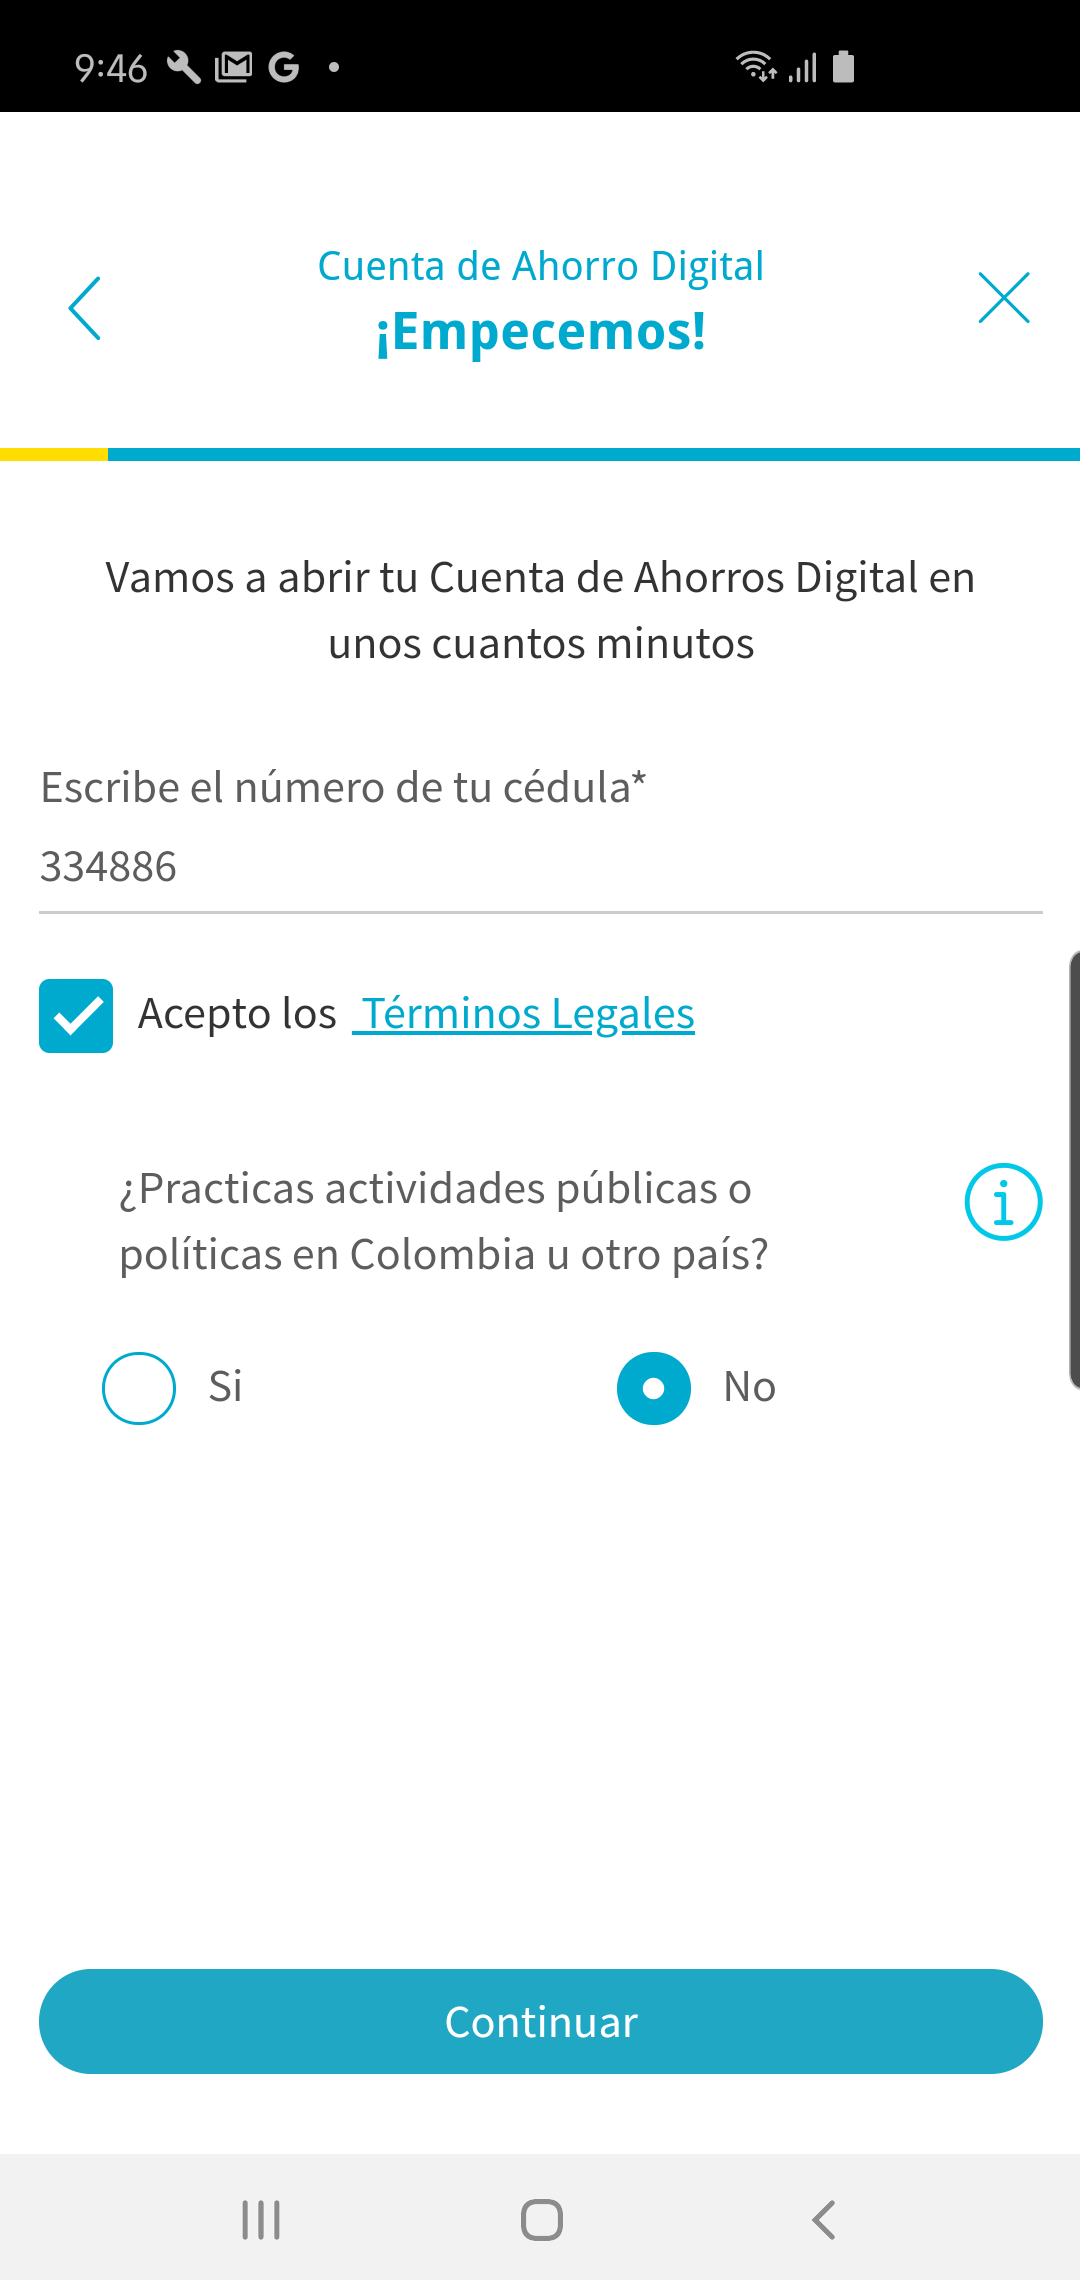 9:46
Cuenta de Ahorro Digital
¡Empecemos!
Vamos a abrir tu Cuenta de Ahorros Digital en
unos cuantos minutos
Escribe el número de tu cédula*
334886
Acepto los Términos Legales
¿Practicas actividades públicas o
políticas en Colombia u otro país?
Si No
Continuar